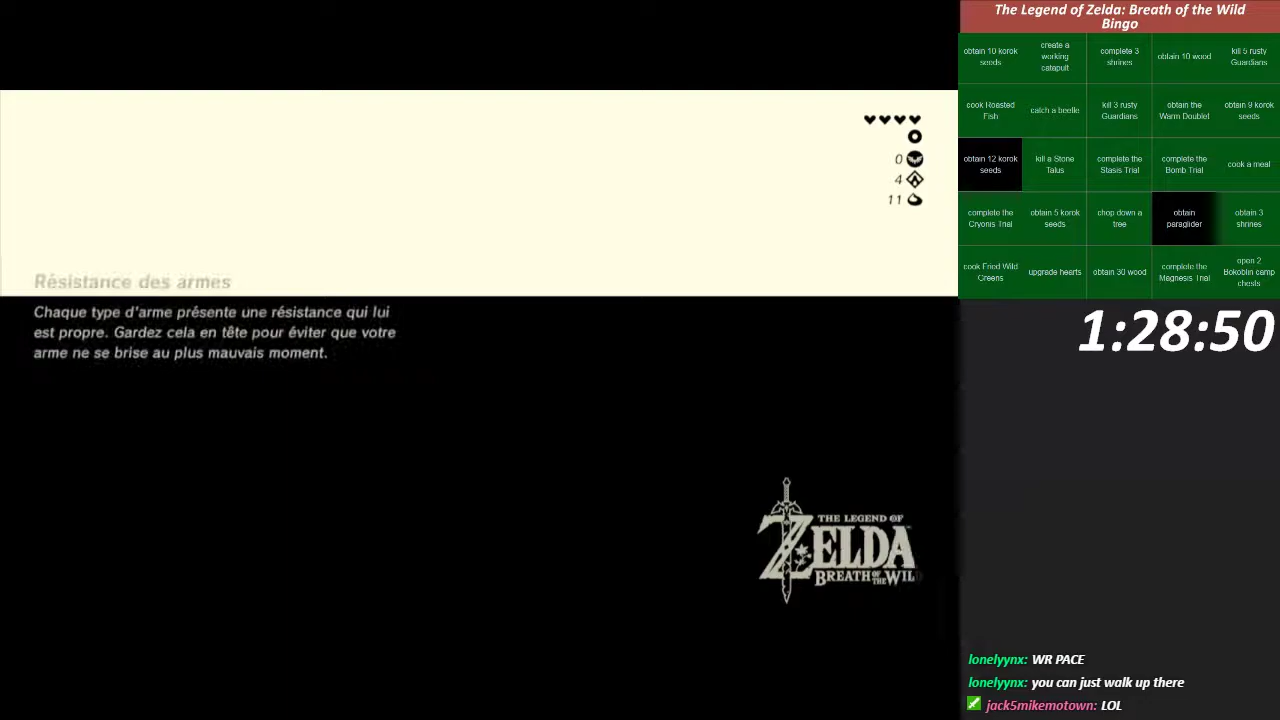 The Legend of Zelda: Breath of the Wild
Bingo
obtain 10 korok
seeds
create a
working
catapult
complete 3
shrines
obtain 10 wood
kill 5 rusty
Guardians
cook Roasted
Fish
catch a beetle
kill 3 rusty
Guardians
obtain the
Warm Doublet
obtain 9 korok
seeds
obtain 12 korok
seeds
kill a Stone
Talus
complete the
Stasis Trial
complete the
Bomb Trial
cook a meal
complete the
Cryonis Trial
obtain 5 korok
seeds
chop down a
tree
obtain
paraglider
obtain 3
shrines
cook Fried Wild
Greens
upgrade hearts
obtain 30 wood
complete the
Magnesis Trial
open 2
Bokoblin camp
chests
0
4
11
Résistance des armes
Chaque type d'arme présente une résistance qui lui
est propre. Gardez cela en tête pour éviter que votre
arme ne se brise au plus mauvais moment.
1:28:50
THE LEGEND OF
ZELDA
BREATH OF THE WILD
lonelyynx: WR PACE
lonelyynx: you can just walk up there
jack5mikemotown: LOL